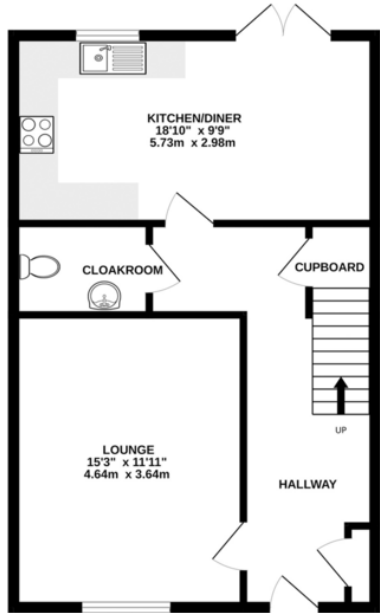 KITCHEN/DINER
18'10" x 9'9"
5.73m x 2.98m
CLOAKROOM
CUPBOARD
LOUNGE
15'3" x 11'11"
4.64m x 3.64m
UP
HALLWAY